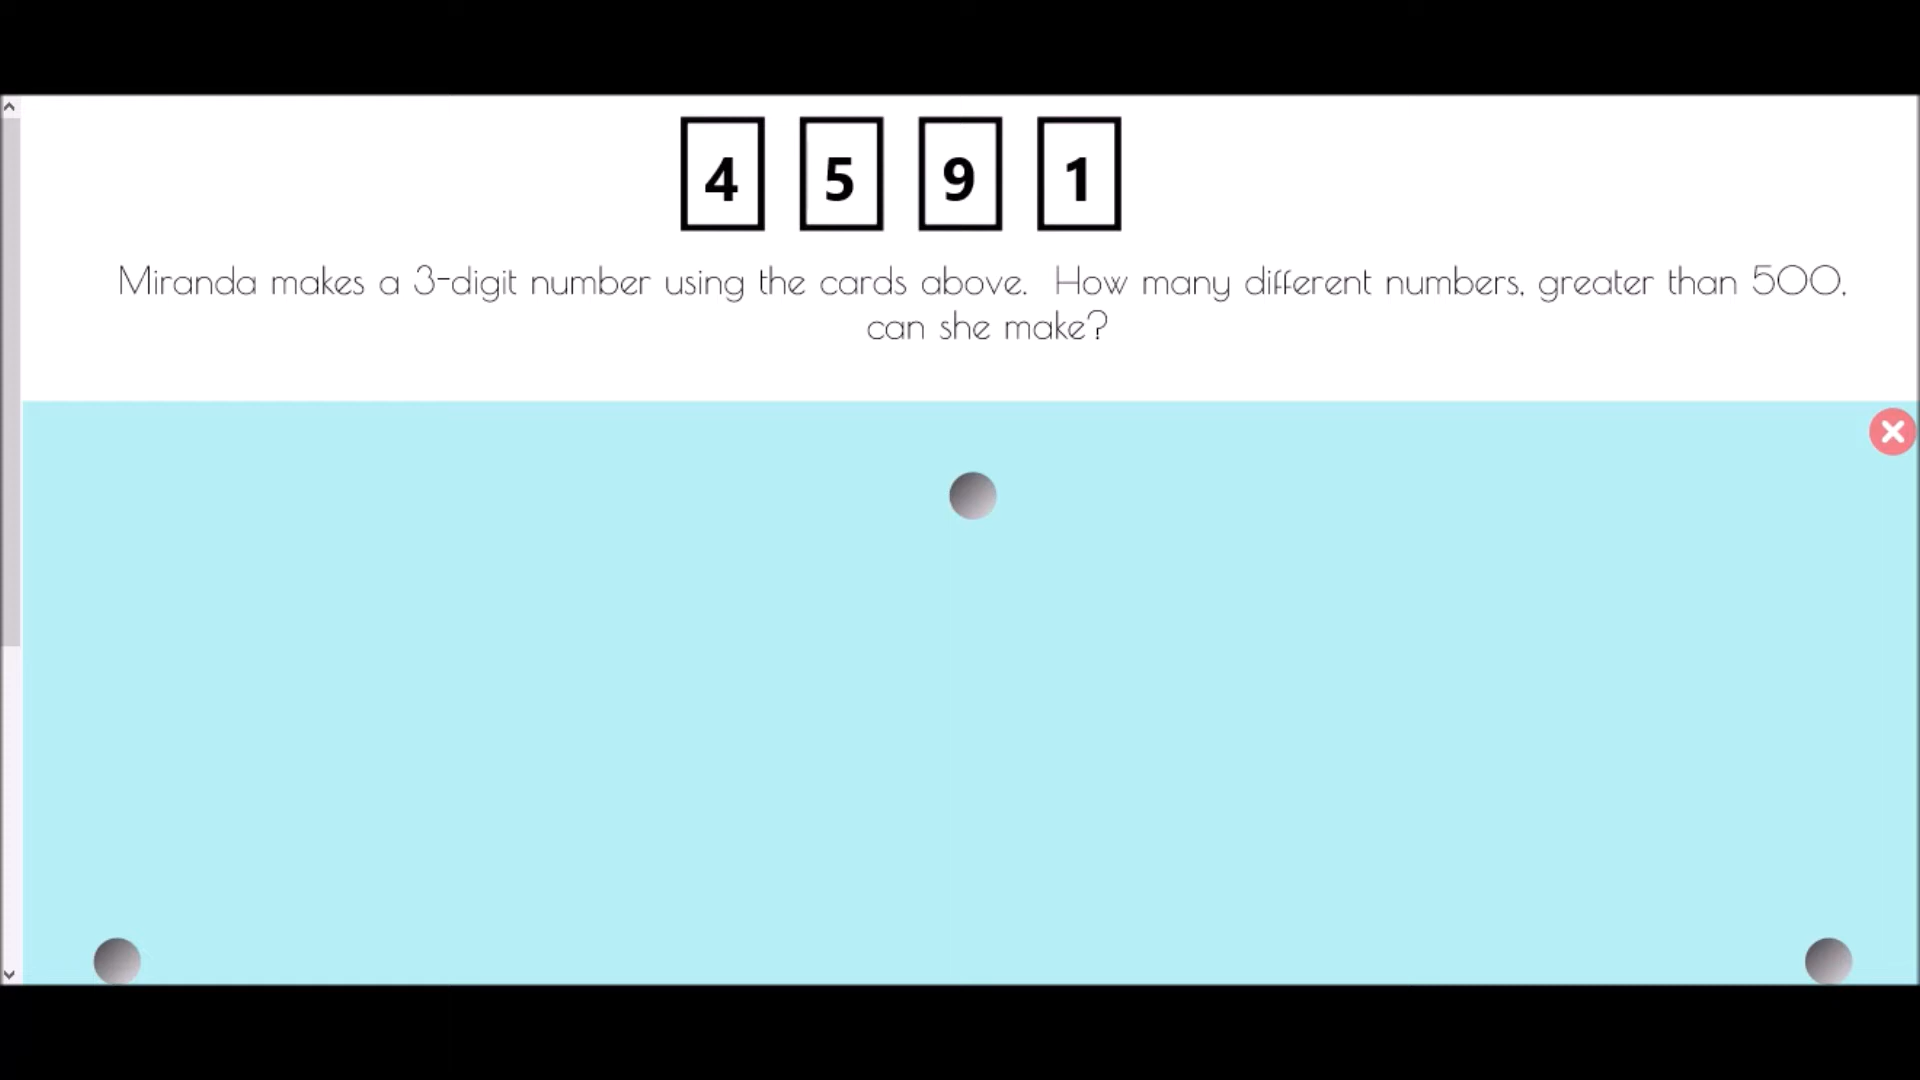 4 5 9 1
Miranda makes a 3-digit number using the cards above. How many different numbers, greater than 500,
can she make?